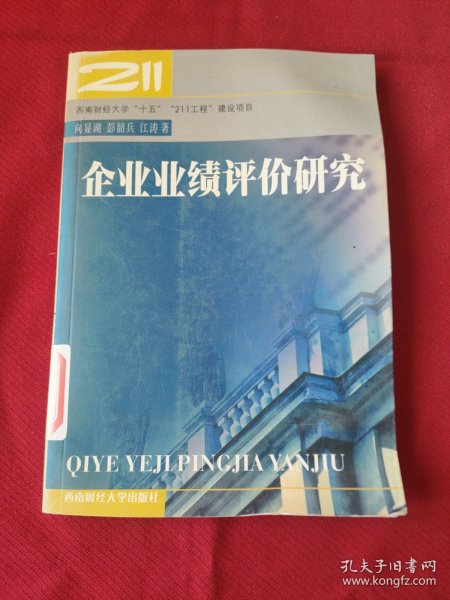 211
西南财经大学“十五”“211工程”建设项目
向显湖 彭韶兵 江涛 著
企业业绩评价研究
QIYE YEJI PINGJIA YANJIU
西南财经大学出版社
孔夫子旧书网
www.kongfz.com